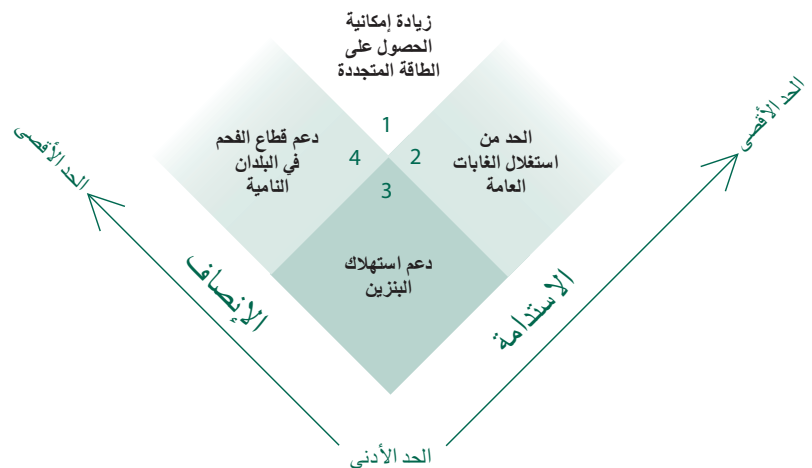 زيادة إمكانية
الحصول على
الطاقة المتجددة
1
الحد من
استغلال الغابات
العامة
2
دعم قطاع الفحم
في البلدان
النامية
4
3
دعم استهلاك
البنزين
الحد الأقصى
الحد الأقصى
الاستدامة
الإنصاف
الحد الأدنى